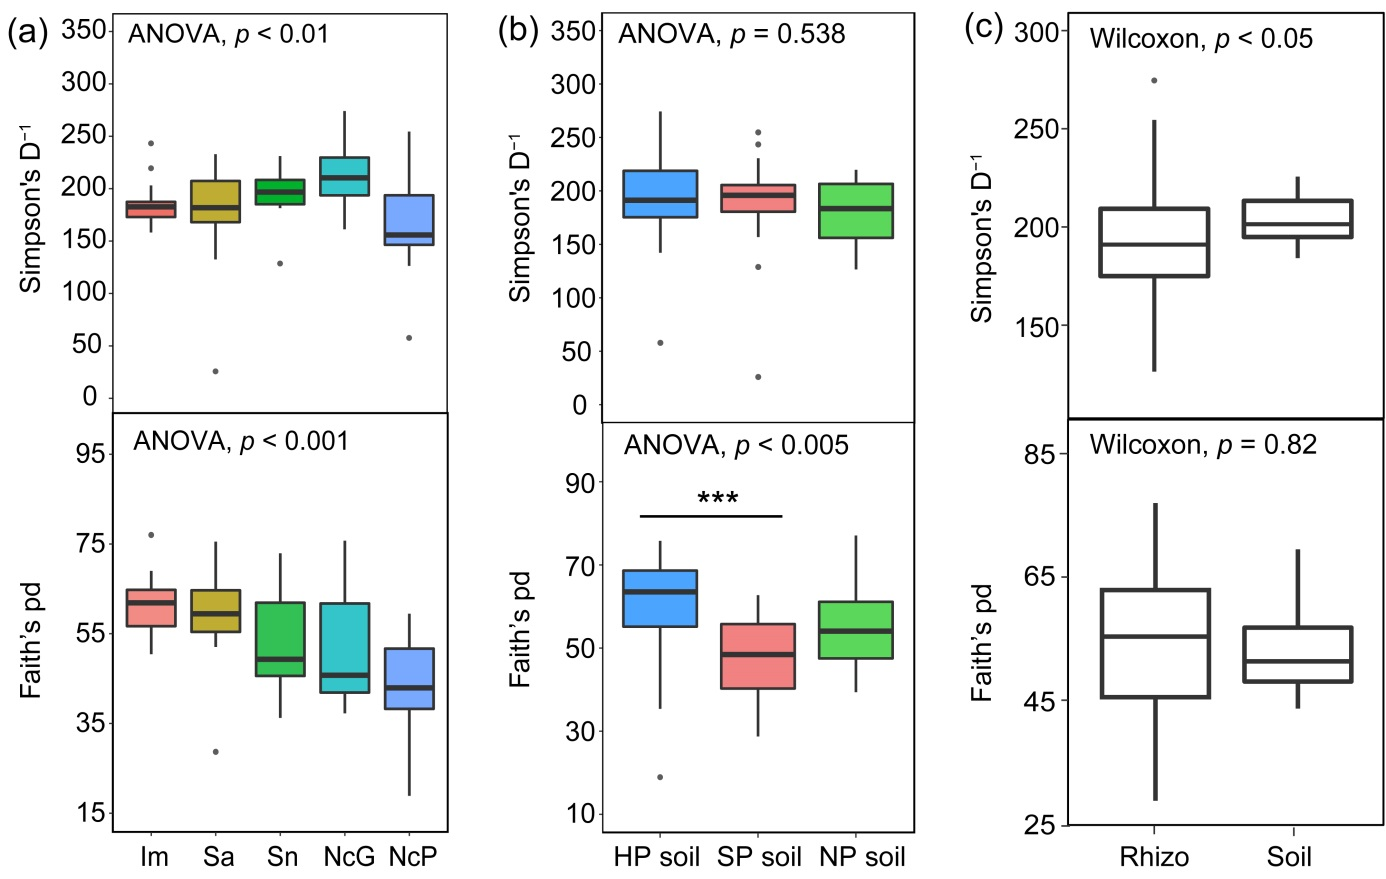 (a)
ANOVA, p < 0.01
350
300
250
200
150
100
50
0
Simpson's D⁻¹
ANOVA, p < 0.001
95
75
55
35
15
Faith's pd
Im Sa Sn NcG NcP
(b)
ANOVA, p = 0.538
350
300
250
200
150
100
50
0
Simpson's D⁻¹
ANOVA, p < 0.005
***
90
70
50
30
10
Faith's pd
HP soil SP soil NP soil
(c)
Wilcoxon, p < 0.05
300
250
200
150
Simpson's D⁻¹
Wilcoxon, p = 0.82
85
65
45
25
Faith's pd
Rhizo Soil